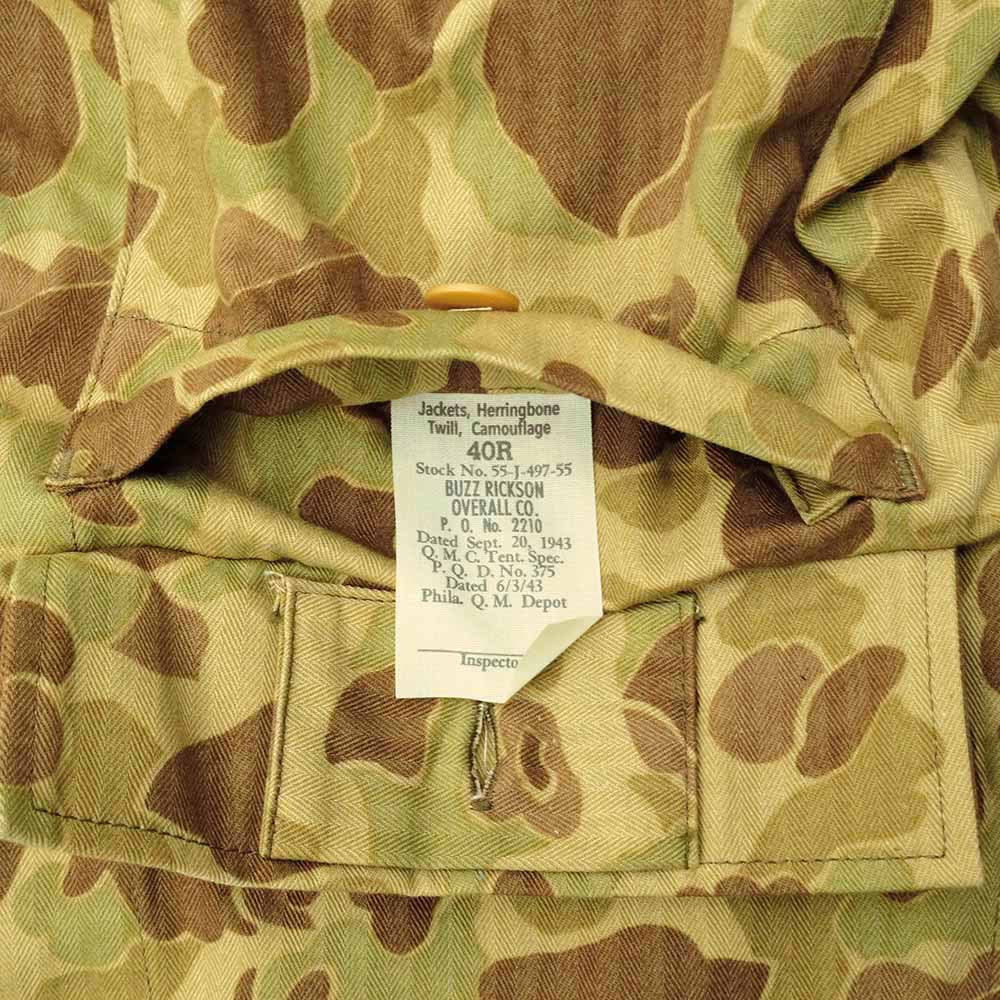 Jackets, Herringbone
Twill, Camouflage
40R
Stock No. 55-J-497-55
BUZZ RICKSON
OVERALL CO.
P. O. No. 2210
Dated Sept. 20, 1943
Q. M. C. Tent. Spec.
P. Q. D. No. 375
Dated 6/3/43
Phila. Q. M. Depot
Inspecto